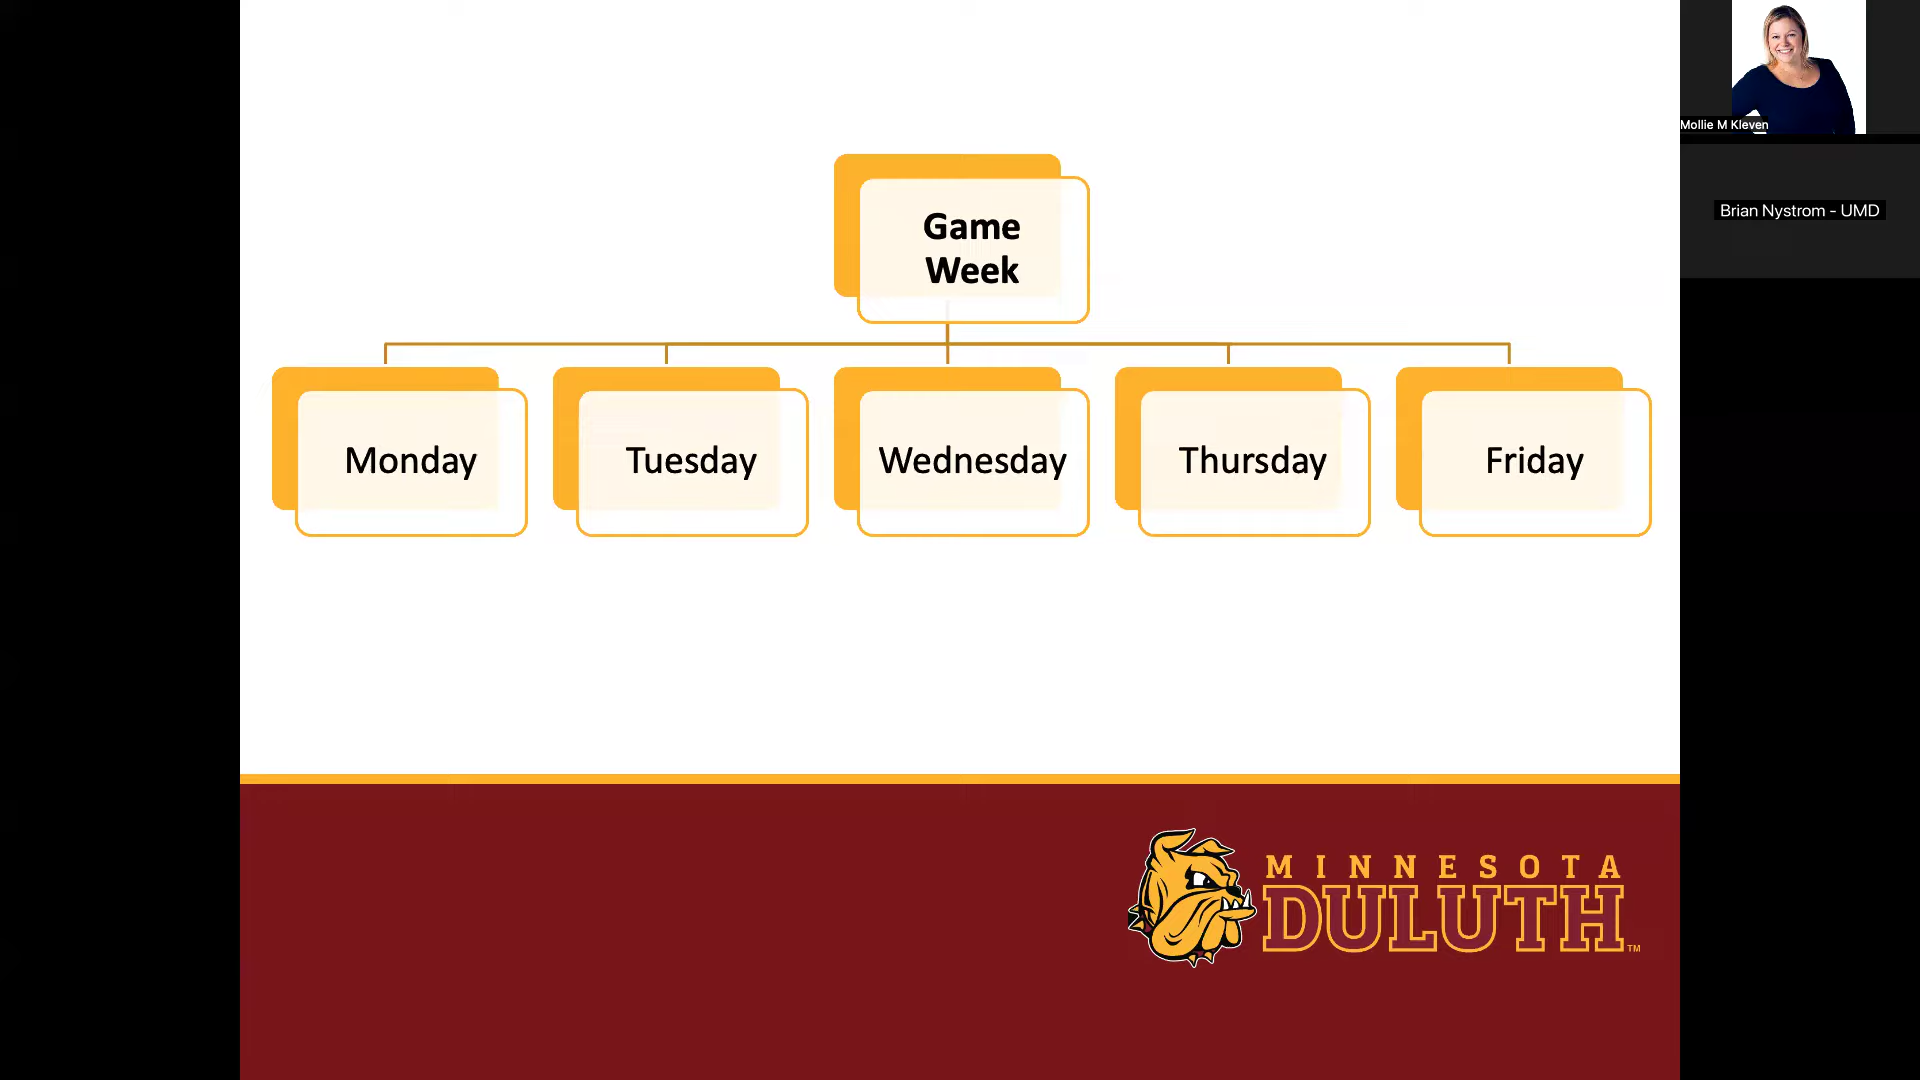 Game
Week
Monday
Tuesday
Wednesday
Thursday
Friday
MINNESOTA
DULUTH
TM
Mollie M Kleven
Brian Nystrom - UMD